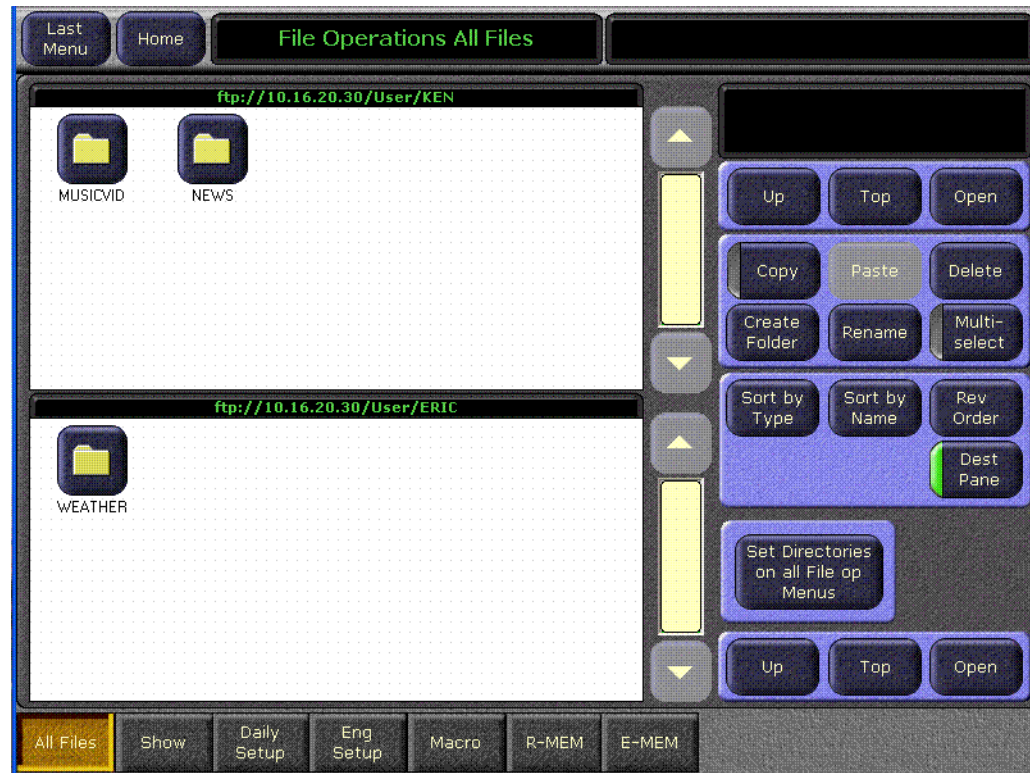 Last
Menu
Home
File Operations All Files
ftp://10.16.20.30/User/KEN
MUSICVID
NEWS
Up
Top
Open
Copy
Paste
Delete
Create
Folder
Rename
Multi-
select
ftp://10.16.20.30/User/ERIC
WEATHER
Sort by
Type
Sort by
Name
Rev
Order
Dest
Pane
Set Directories
on all File op
Menus
Up
Top
Open
All Files
Show
Daily
Setup
Eng
Setup
Macro
R-MEM
E-MEM